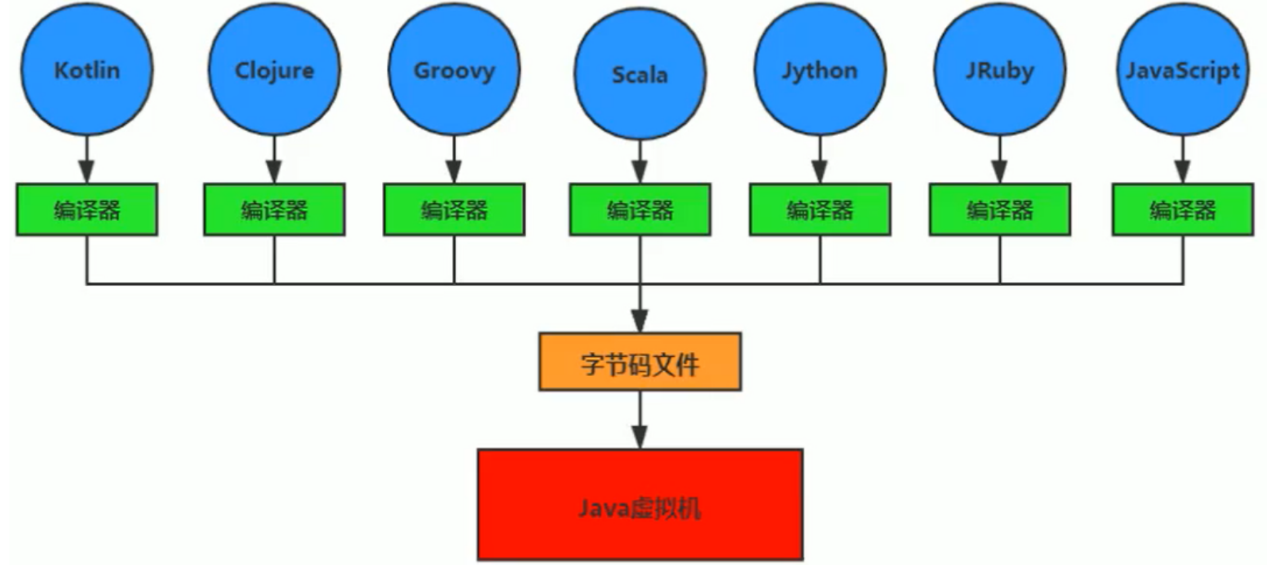 Kotlin
Clojure
Groovy
Scala
Jython
JRuby
JavaScript
编译器
编译器
编译器
编译器
编译器
编译器
编译器
字节码文件
Java虚拟机